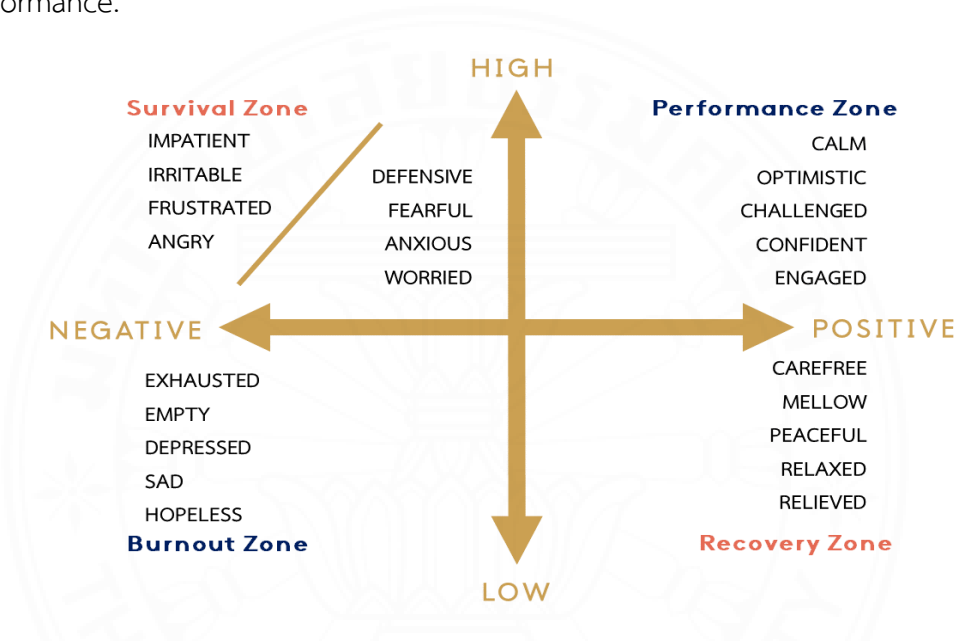 ormance.
HIGH
Survival Zone
IMPATIENT
IRRITABLE
FRUSTRATED
ANGRY
DEFENSIVE
FEARFUL
ANXIOUS
WORRIED
Performance Zone
CALM
OPTIMISTIC
CHALLENGED
CONFIDENT
ENGAGED
NEGATIVE
POSITIVE
EXHAUSTED
EMPTY
DEPRESSED
SAD
HOPELESS
Burnout Zone
CAREFREE
MELLOW
PEACEFUL
RELAXED
RELIEVED
Recovery Zone
LOW